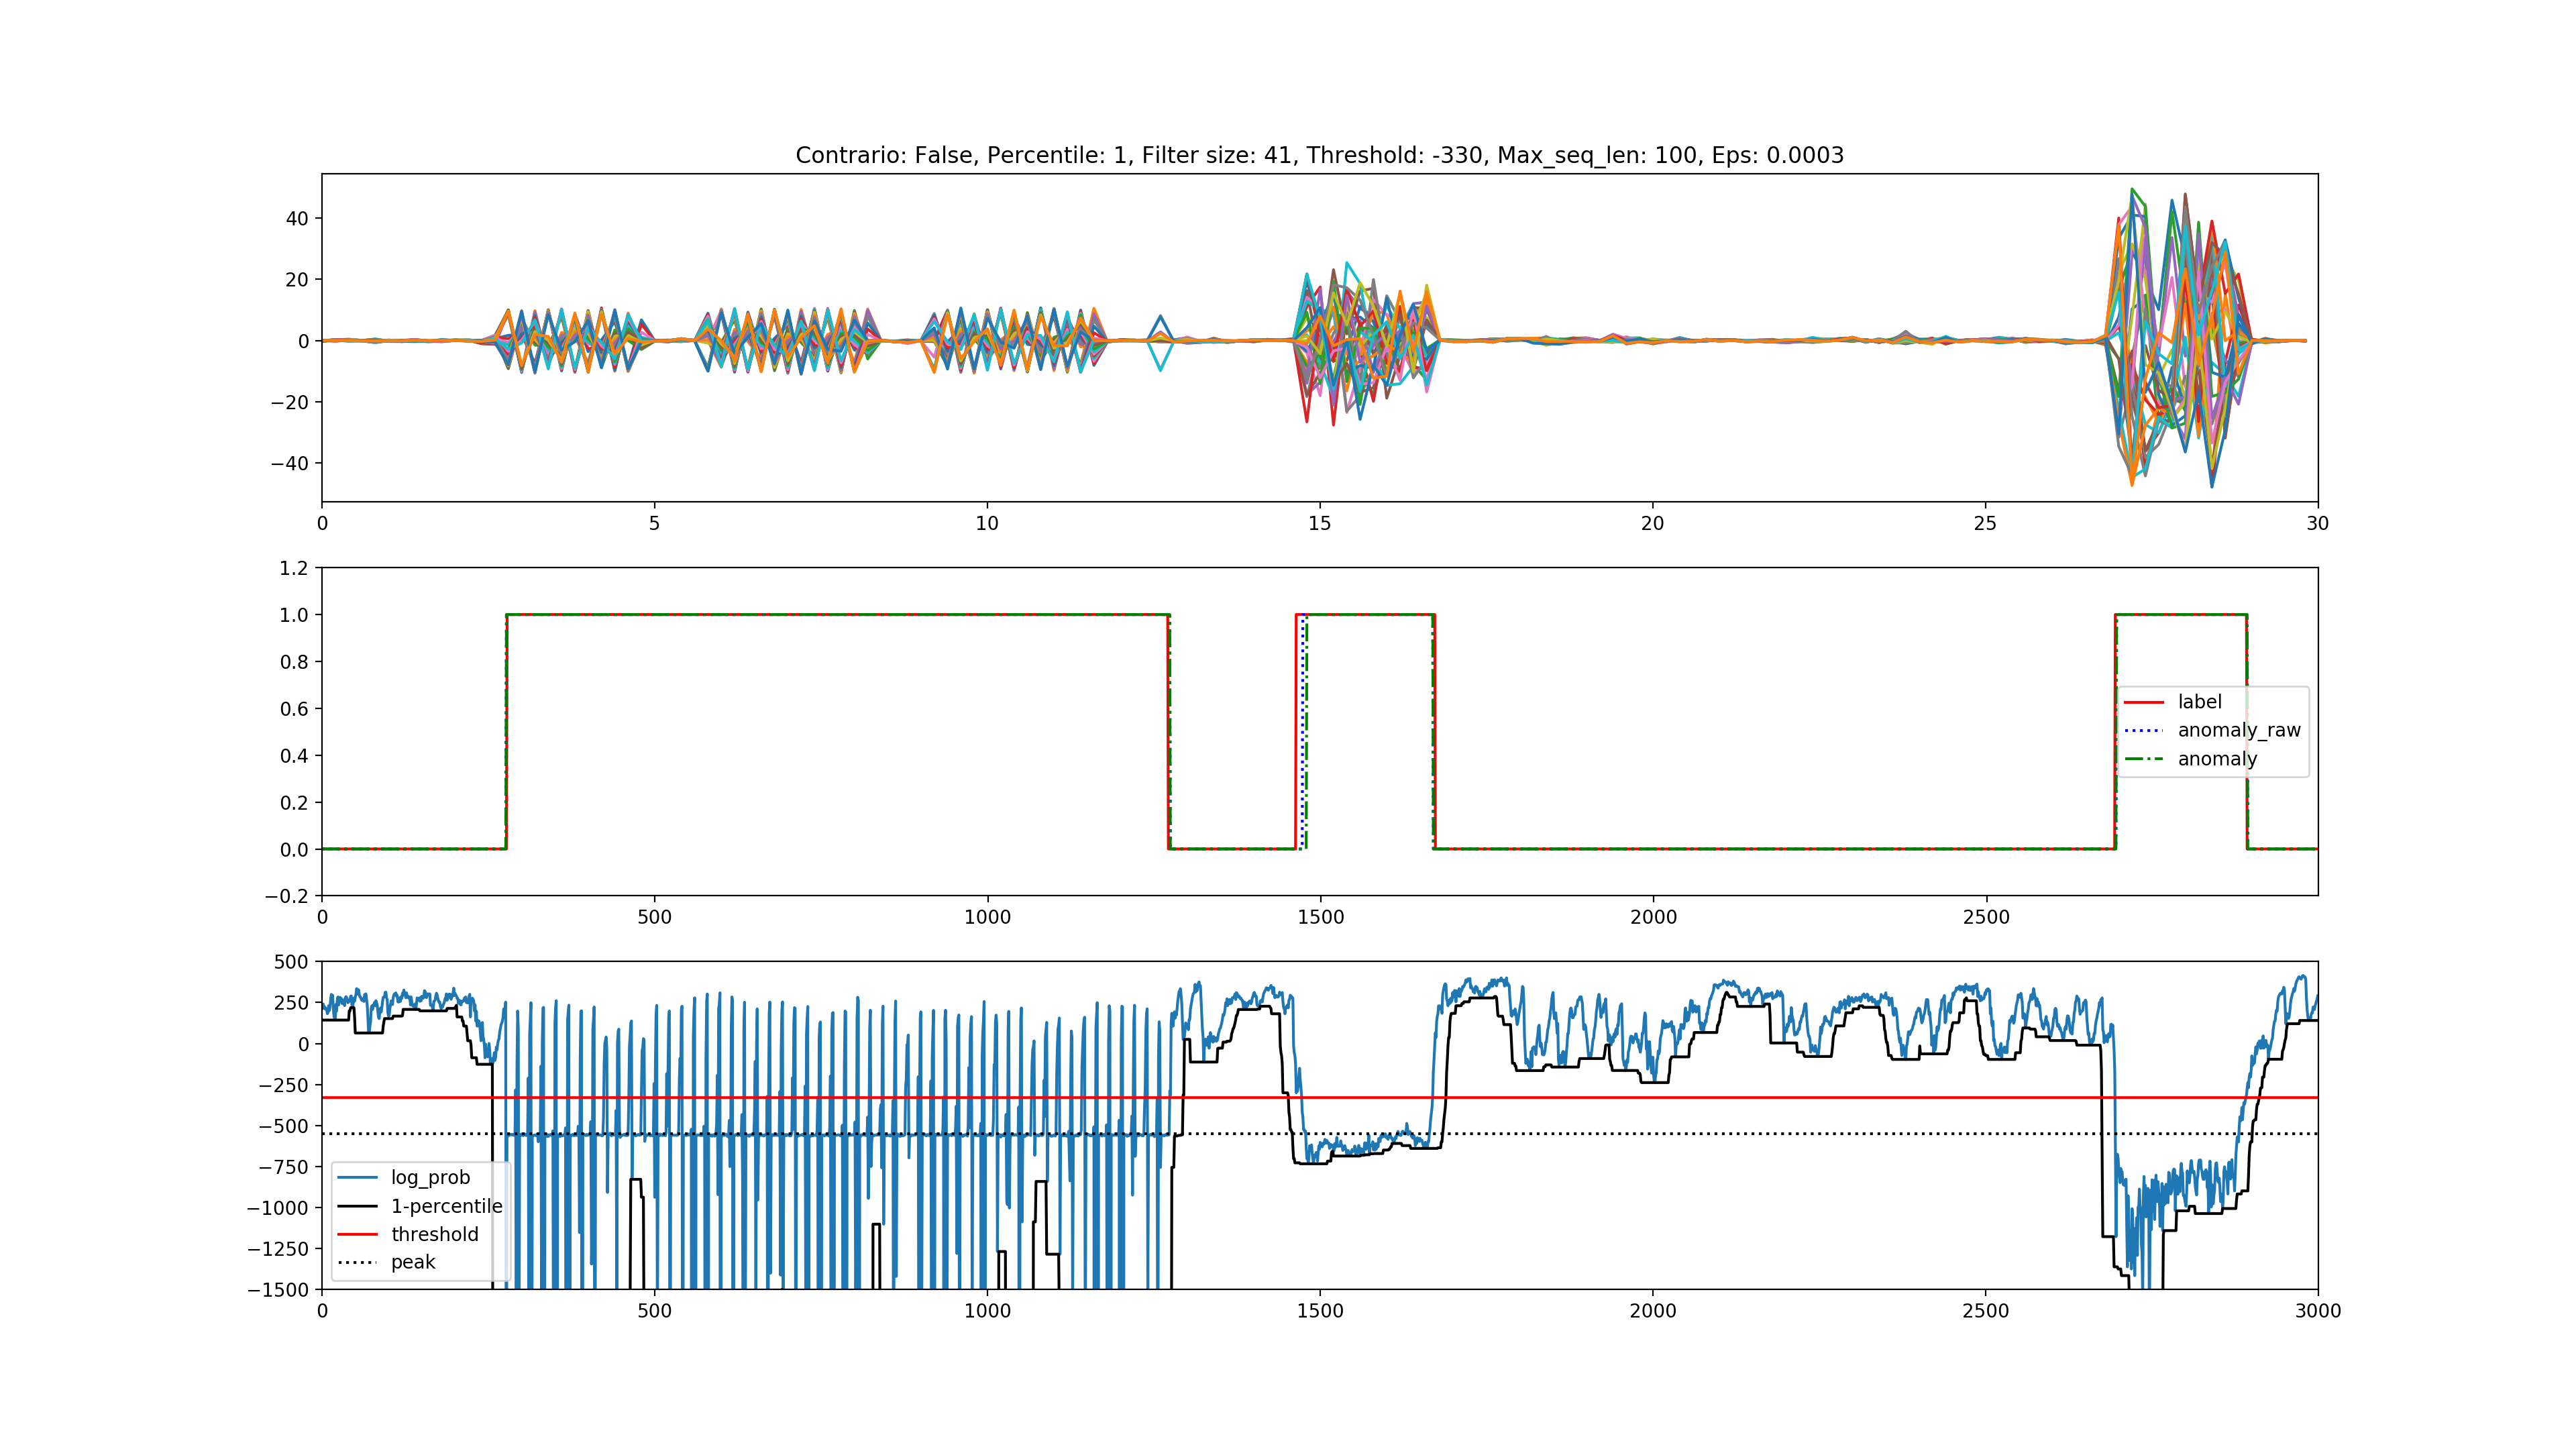 Contrario: False, Percentile: 1, Filter size: 41, Threshold: -330, Max_seq_len: 100, Eps: 0.0003
40
20
0
−20
−40
0 5 10 15 20 25 30
1.2
1.0
0.8
0.6
0.4
0.2
0.0
−0.2
label
anomaly_raw
anomaly
0 500 1000 1500 2000 2500
500
250
0
−250
−500
−750
−1000
−1250
−1500
log_prob
1-percentile
threshold
peak
0 500 1000 1500 2000 2500 3000